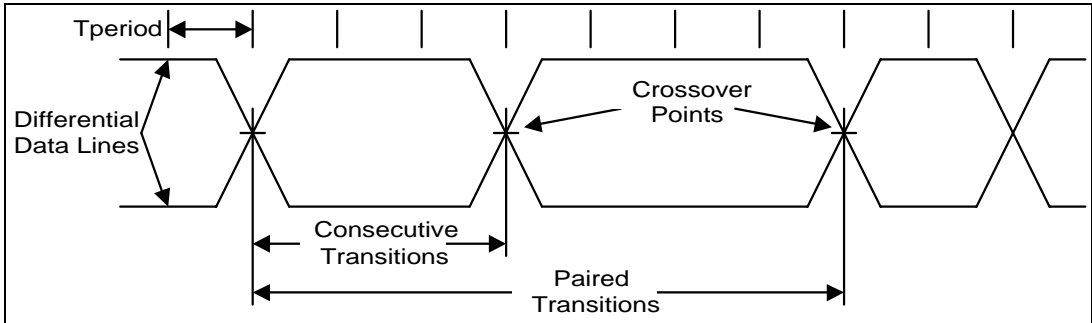 Tperiod
Differential
Data Lines
Crossover
Points
Consecutive
Transitions
Paired
Transitions